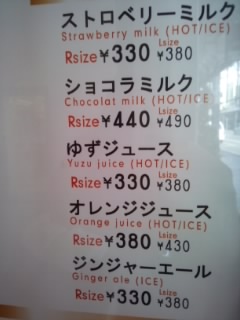 ストロベリーミルク
Strawberry milk (HOT/ICE)
Rsize¥330 Lsize ¥380
ショコラミルク
Chocolat milk (HOT/ICE)
Rsize¥440 Lsize ¥490
ゆずジュース
Yuzu juice (HOT/ICE)
Rsize¥330 Lsize ¥380
オレンジジュース
Orange juice (HOT/ICE)
Rsize¥380 Lsize ¥430
ジンジャーエール
Ginger ale (ICE)
Rsize¥330 Lsize ¥380